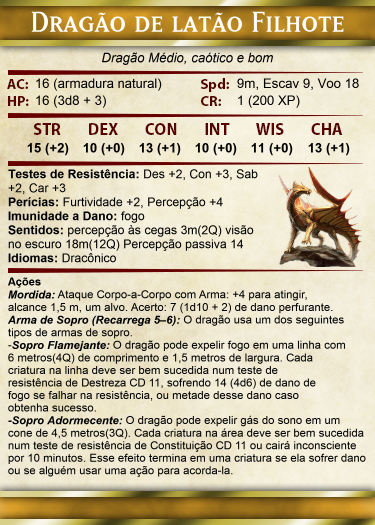 Dragão de latão Filhote
Dragão Médio, caótico e bom
AC: 16 (armadura natural) Spd: 9m, Escav 9, Voo 18
HP: 16 (3d8 + 3) CR: 1 (200 XP)
STR DEX CON INT WIS CHA
15 (+2) 10 (+0) 13 (+1) 10 (+0) 11 (+0) 13 (+1)
Testes de Resistência: Des +2, Con +3, Sab
+2, Car +3
Perícias: Furtividade +2, Percepção +4
Imunidade a Dano: fogo
Sentidos: percepção às cegas 3m(2Q) visão
no escuro 18m(12Q) Percepção passiva 14
Idiomas: Dracônico
Ações
Mordida: Ataque Corpo-a-Corpo com Arma: +4 para atingir,
alcance 1,5 m, um alvo. Acerto: 7 (1d10 + 2) de dano perfurante.
Arma de Sopro (Recarrega 5–6): O dragão usa um dos seguintes
tipos de armas de sopro.
-Sopro Flamejante: O dragão pode expelir fogo em uma linha com
6 metros(4Q) de comprimento e 1,5 metros de largura. Cada
criatura na linha deve ser bem sucedida num teste de
resistência de Destreza CD 11, sofrendo 14 (4d6) de dano de
fogo se falhar na resistência, ou metade desse dano caso
obtenha sucesso.
-Sopro Adormecente: O dragão pode expelir gás do sono em um
cone de 4,5 metros(3Q). Cada criatura na área deve ser bem sucedida
num teste de resistência de Constituição CD 11 ou cairá inconsciente
por 10 minutos. Esse efeito termina em uma criatura se ela sofrer dano
ou se alguém usar uma ação para acorda-la.